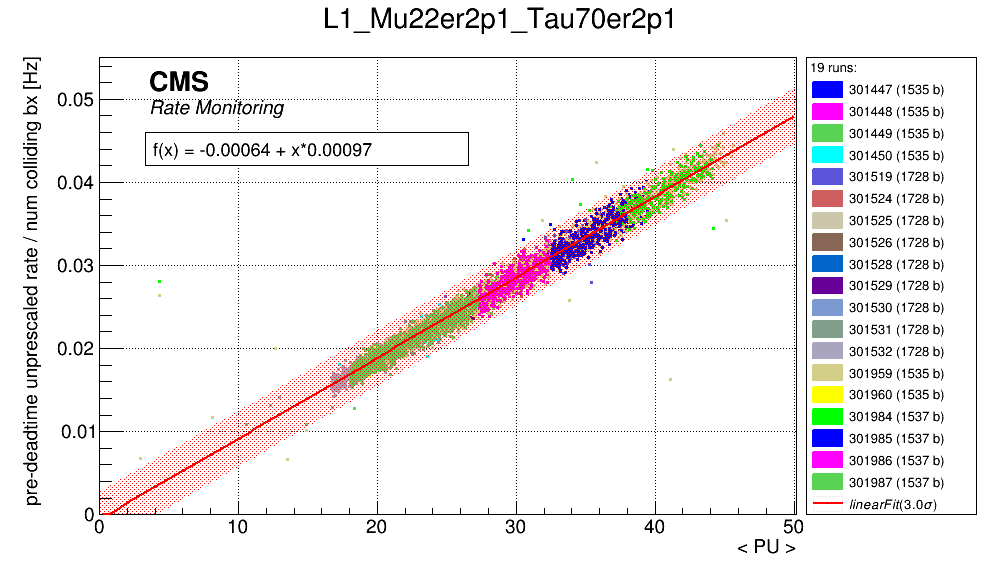 L1_Mu22er2p1_Tau70er2p1
pre-deadtime unprescaled rate / num colliding bx [Hz]
CMS
Rate Monitoring
f(x) = -0.00064 + x*0.00097
0.05
0.04
0.03
0.02
0.01
0
0 10 20 30 40 50
< PU >
19 runs:
301447 (1535 b)
301448 (1535 b)
301449 (1535 b)
301450 (1535 b)
301519 (1728 b)
301524 (1728 b)
301525 (1728 b)
301526 (1728 b)
301528 (1728 b)
301529 (1728 b)
301530 (1728 b)
301531 (1728 b)
301532 (1728 b)
301959 (1535 b)
301960 (1535 b)
301984 (1537 b)
301985 (1537 b)
301986 (1537 b)
301987 (1537 b)
linearFit(3.0σ)